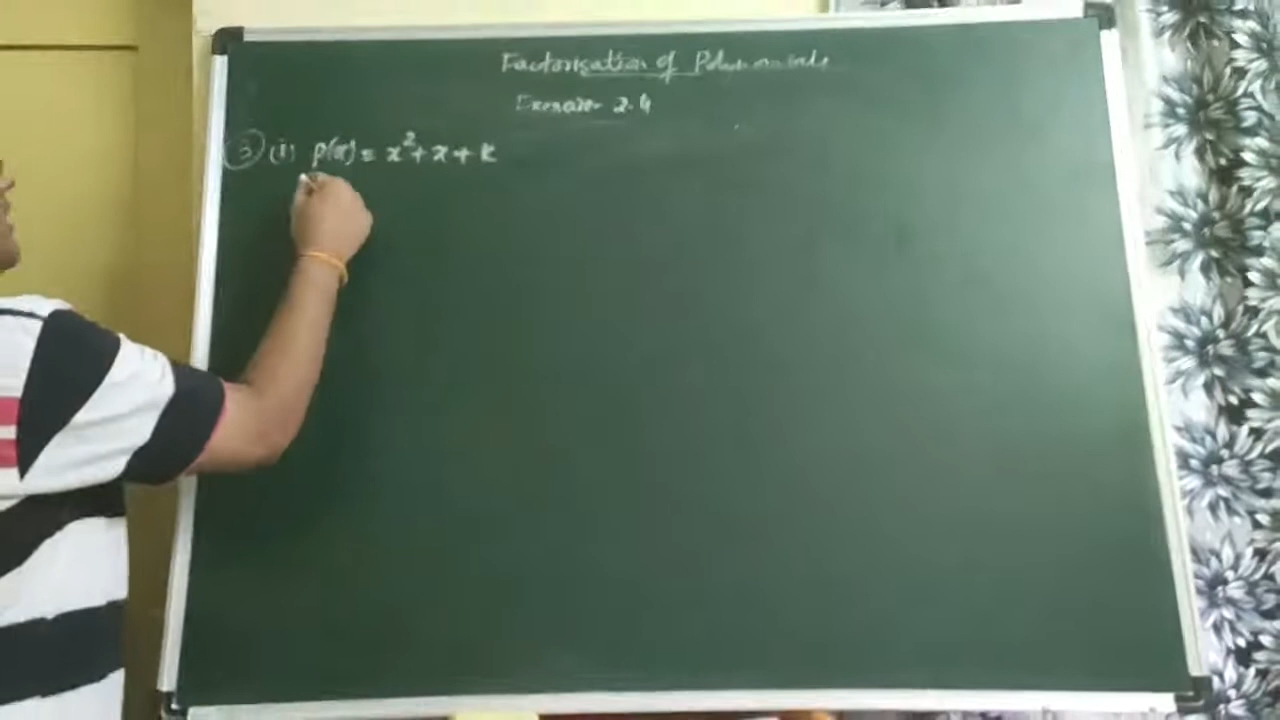 Factorisation of Polynomials
Exercise 2.4
3 (i) p(x) = x² + x + k